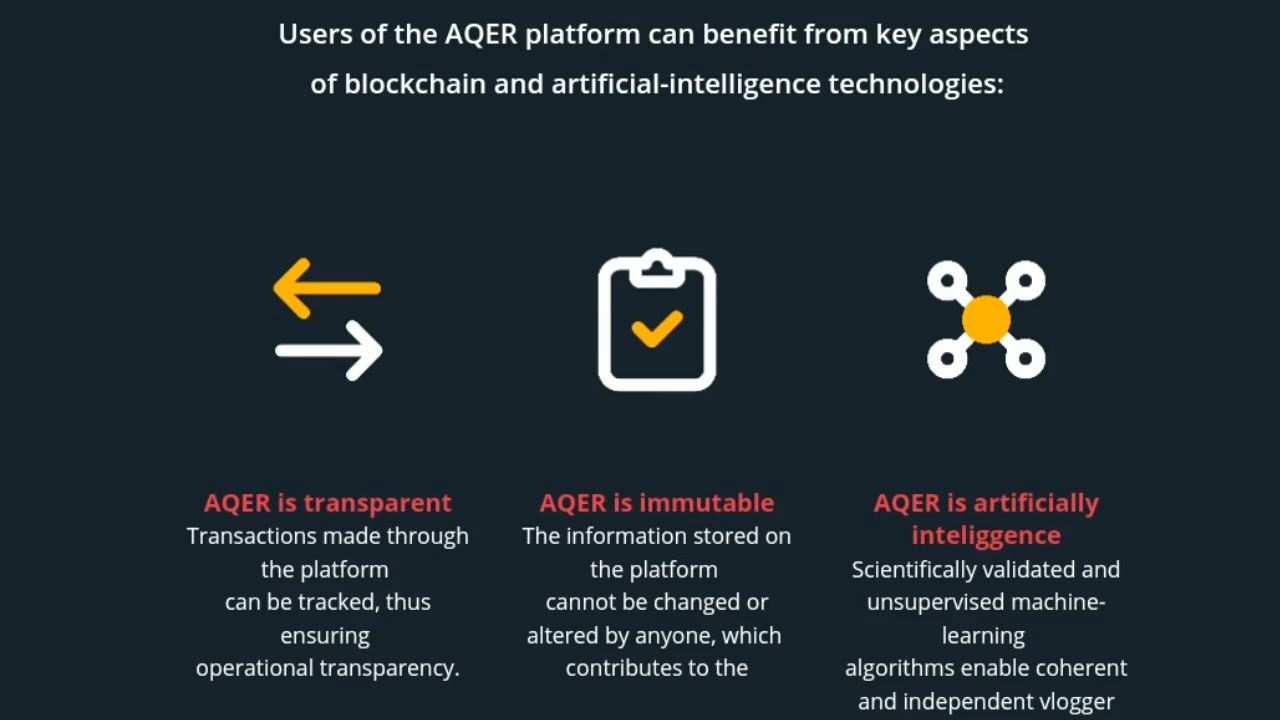 Users of the AQER platform can benefit from key aspects
of blockchain and artificial-intelligence technologies:
AQER is transparent
Transactions made through
the platform
can be tracked, thus
ensuring
operational transparency.
AQER is immutable
The information stored on
the platform
cannot be changed or
altered by anyone, which
contributes to the
AQER is artificially
inteliggence
Scientifically validated and
unsupervised machine-
learning
algorithms enable coherent
and independent vlogger